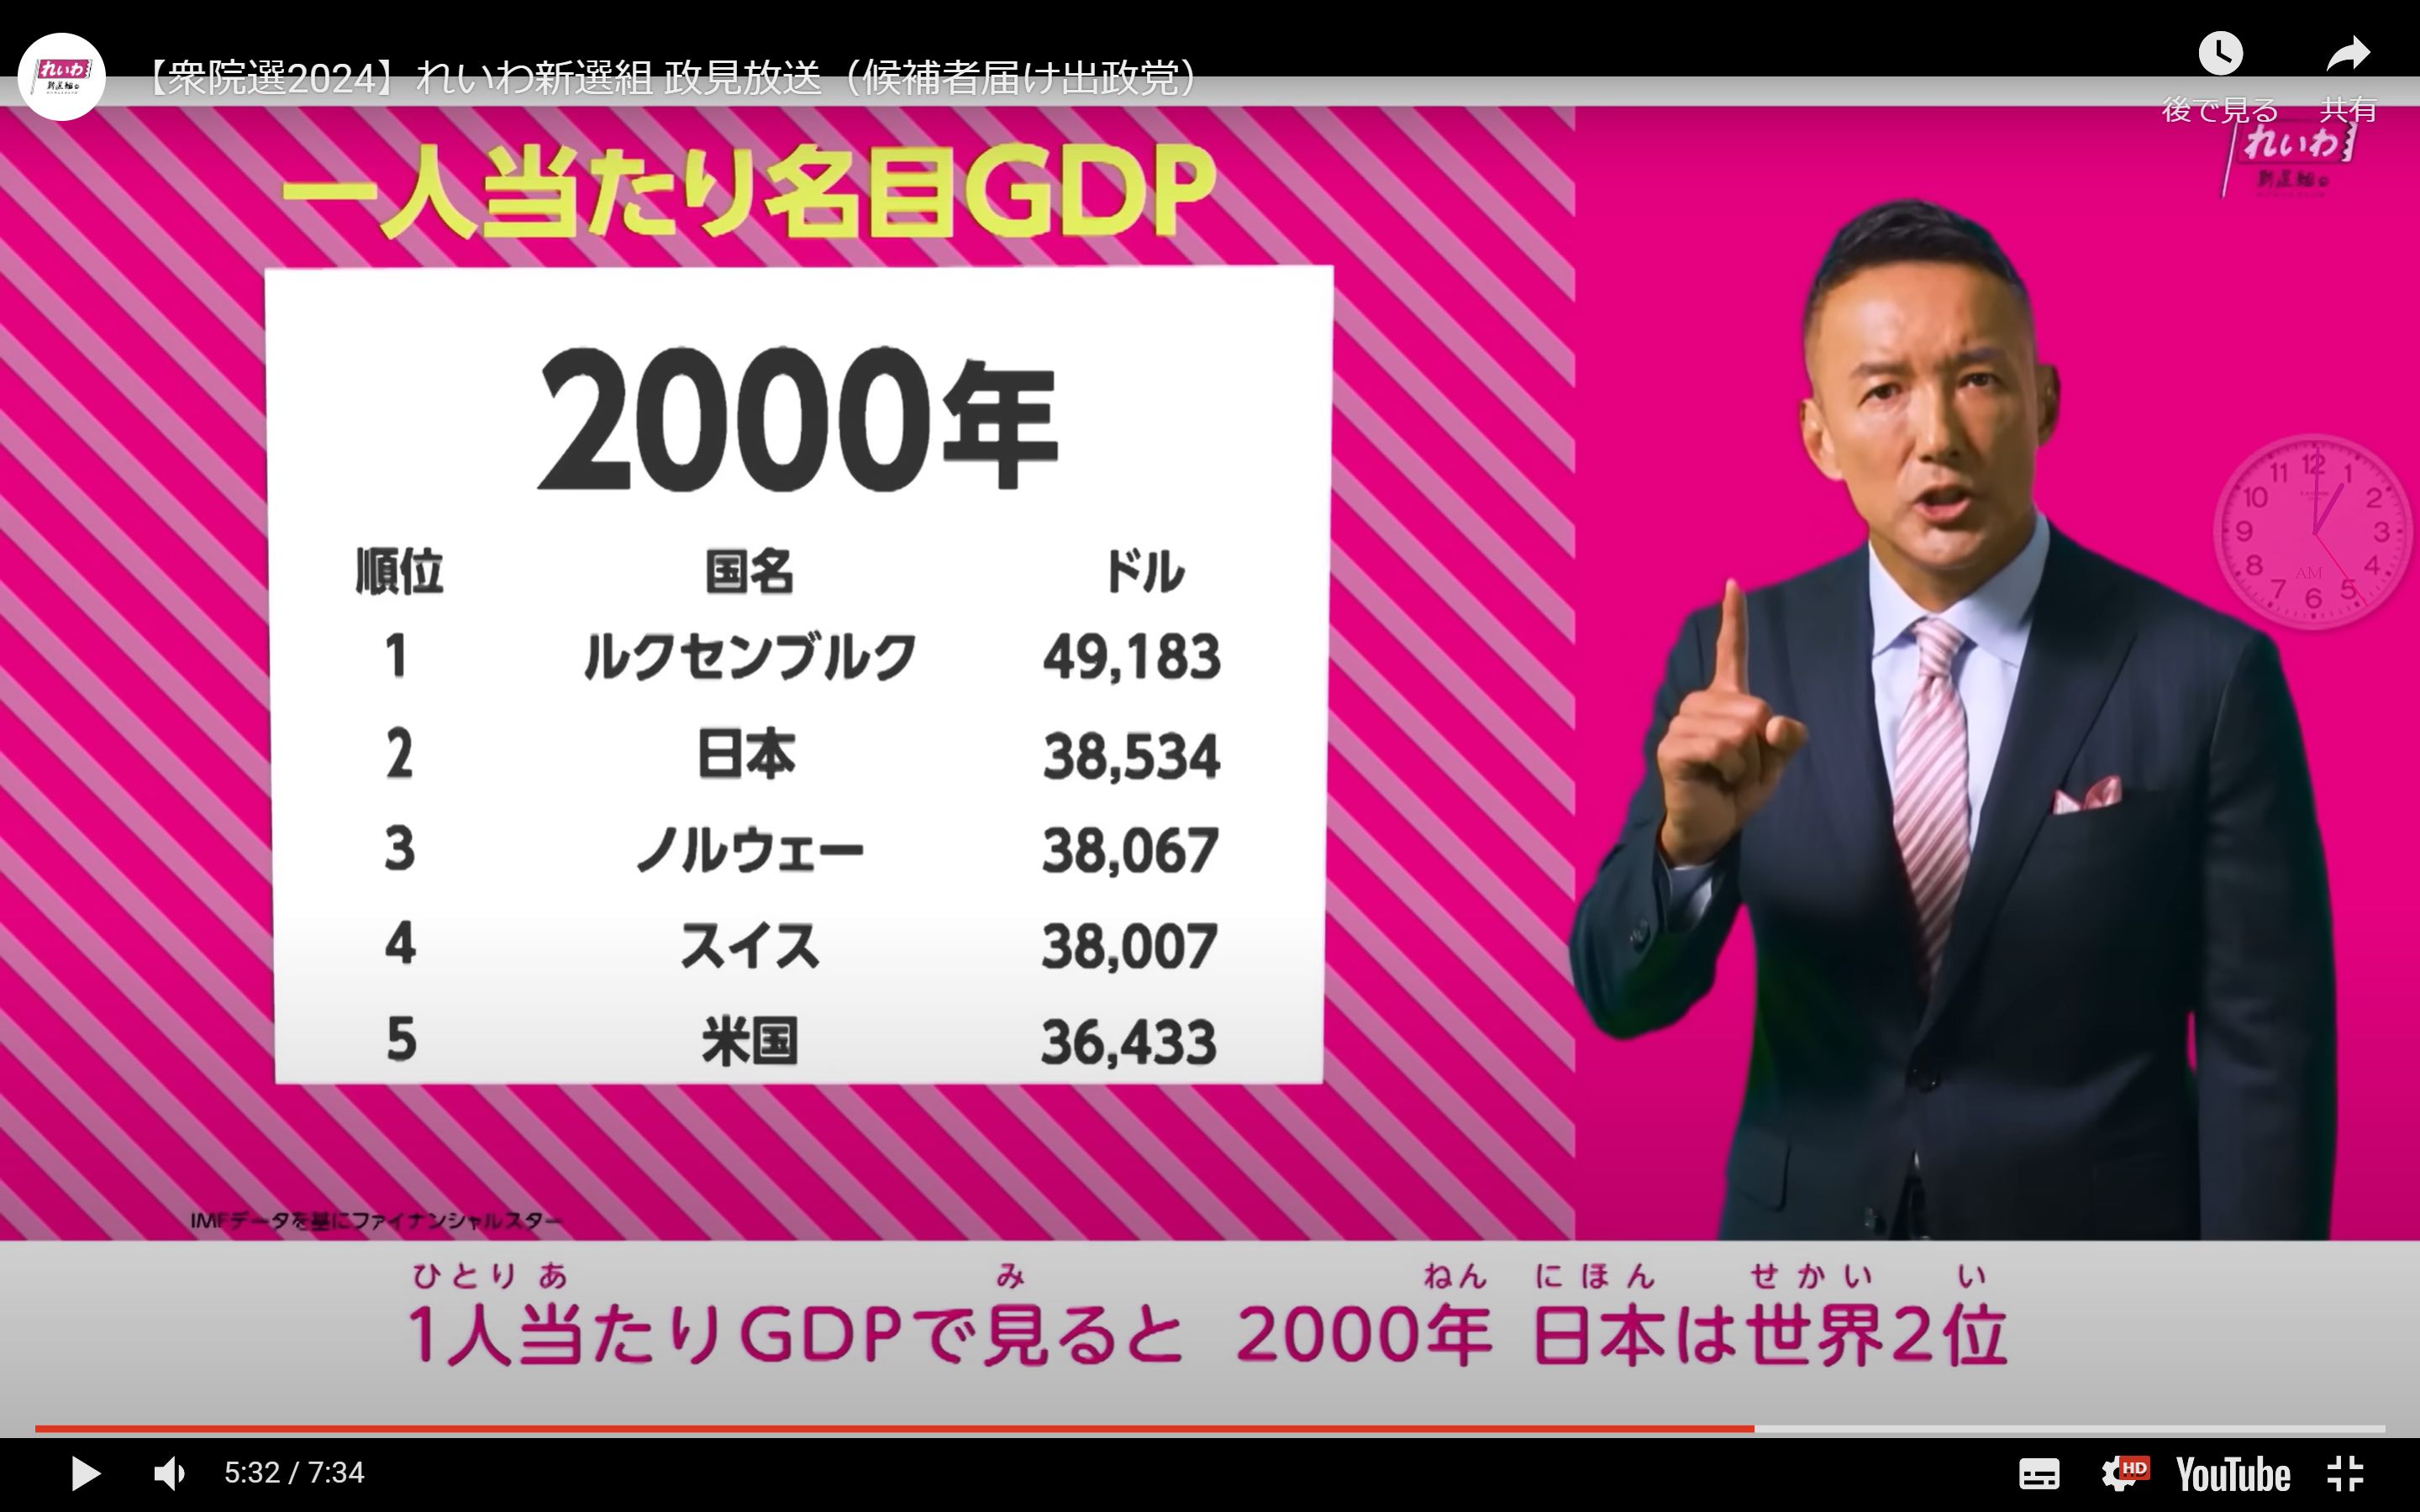 【衆院選2024】れいわ新選組 政見放送（候補者届け出政党）
後で見る 共有
れいわ
新選組
れいわ
新選組
一人当たり名目GDP
2000年
順位 国名 ドル
1 ルクセンブルク 49,183
2 日本 38,534
3 ノルウェー 38,067
4 スイス 38,007
5 米国 36,433
11 12 1
10 2
9 3
8 AM 4
7 6 5
IMFデータを基にファイナンシャルスター
ひとり あ み ねん にほん せかい い
1人当たりGDPで見ると 2000年 日本は世界2位
5:32 / 7:34
HD
YouTube